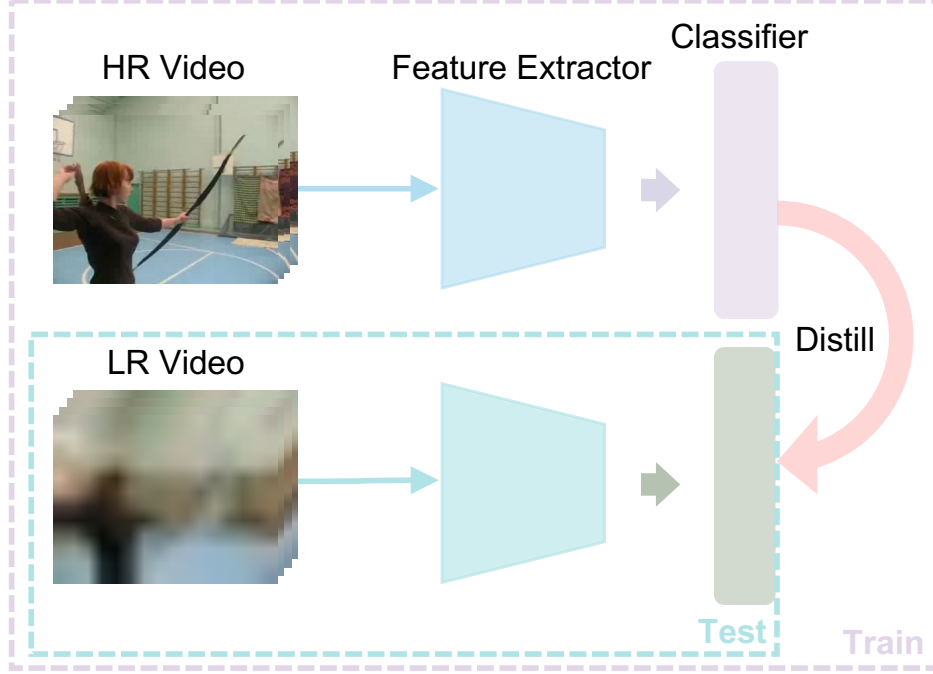 Classifier
HR Video
Feature Extractor
LR Video
Distill
Test
Train